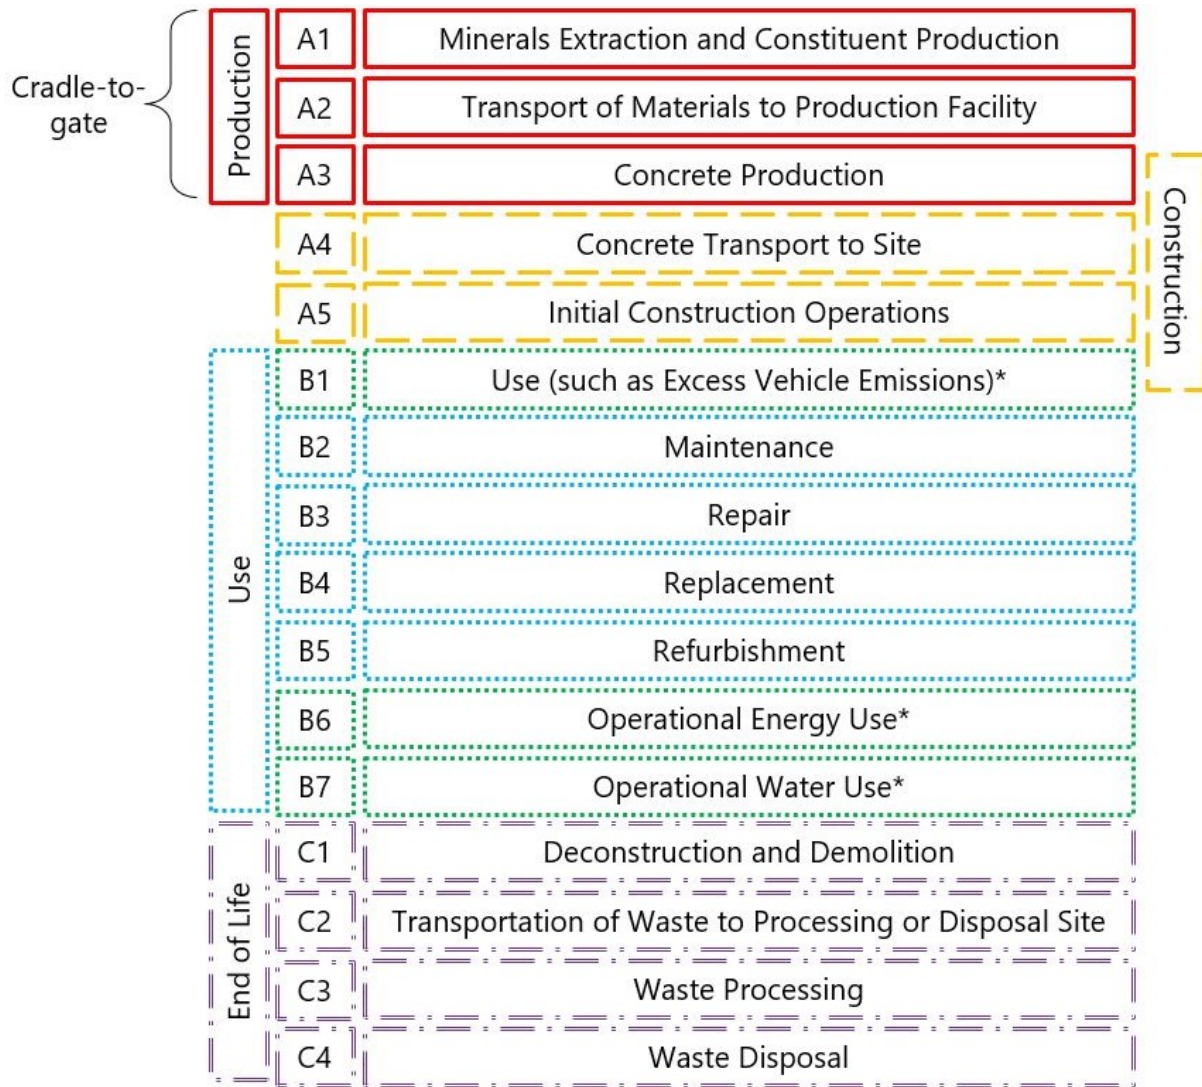 Cradle-to-
gate
Production
A1 Minerals Extraction and Constituent Production
A2 Transport of Materials to Production Facility
A3 Concrete Production
Construction
A4 Concrete Transport to Site
A5 Initial Construction Operations
Use
B1 Use (such as Excess Vehicle Emissions)*
B2 Maintenance
B3 Repair
B4 Replacement
B5 Refurbishment
B6 Operational Energy Use*
B7 Operational Water Use*
End of Life
C1 Deconstruction and Demolition
C2 Transportation of Waste to Processing or Disposal Site
C3 Waste Processing
C4 Waste Disposal